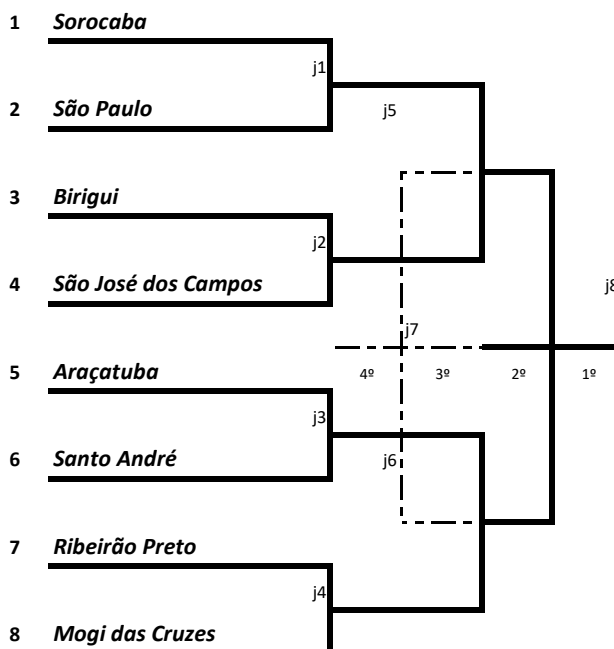 1 Sorocaba
j1
2 São Paulo
j5
3 Birigui
j2
4 São José dos Campos
j8
j7
5 Araçatuba
4º 3º 2º 1º
j3
6 Santo André
j6
7 Ribeirão Preto
j4
8 Mogi das Cruzes